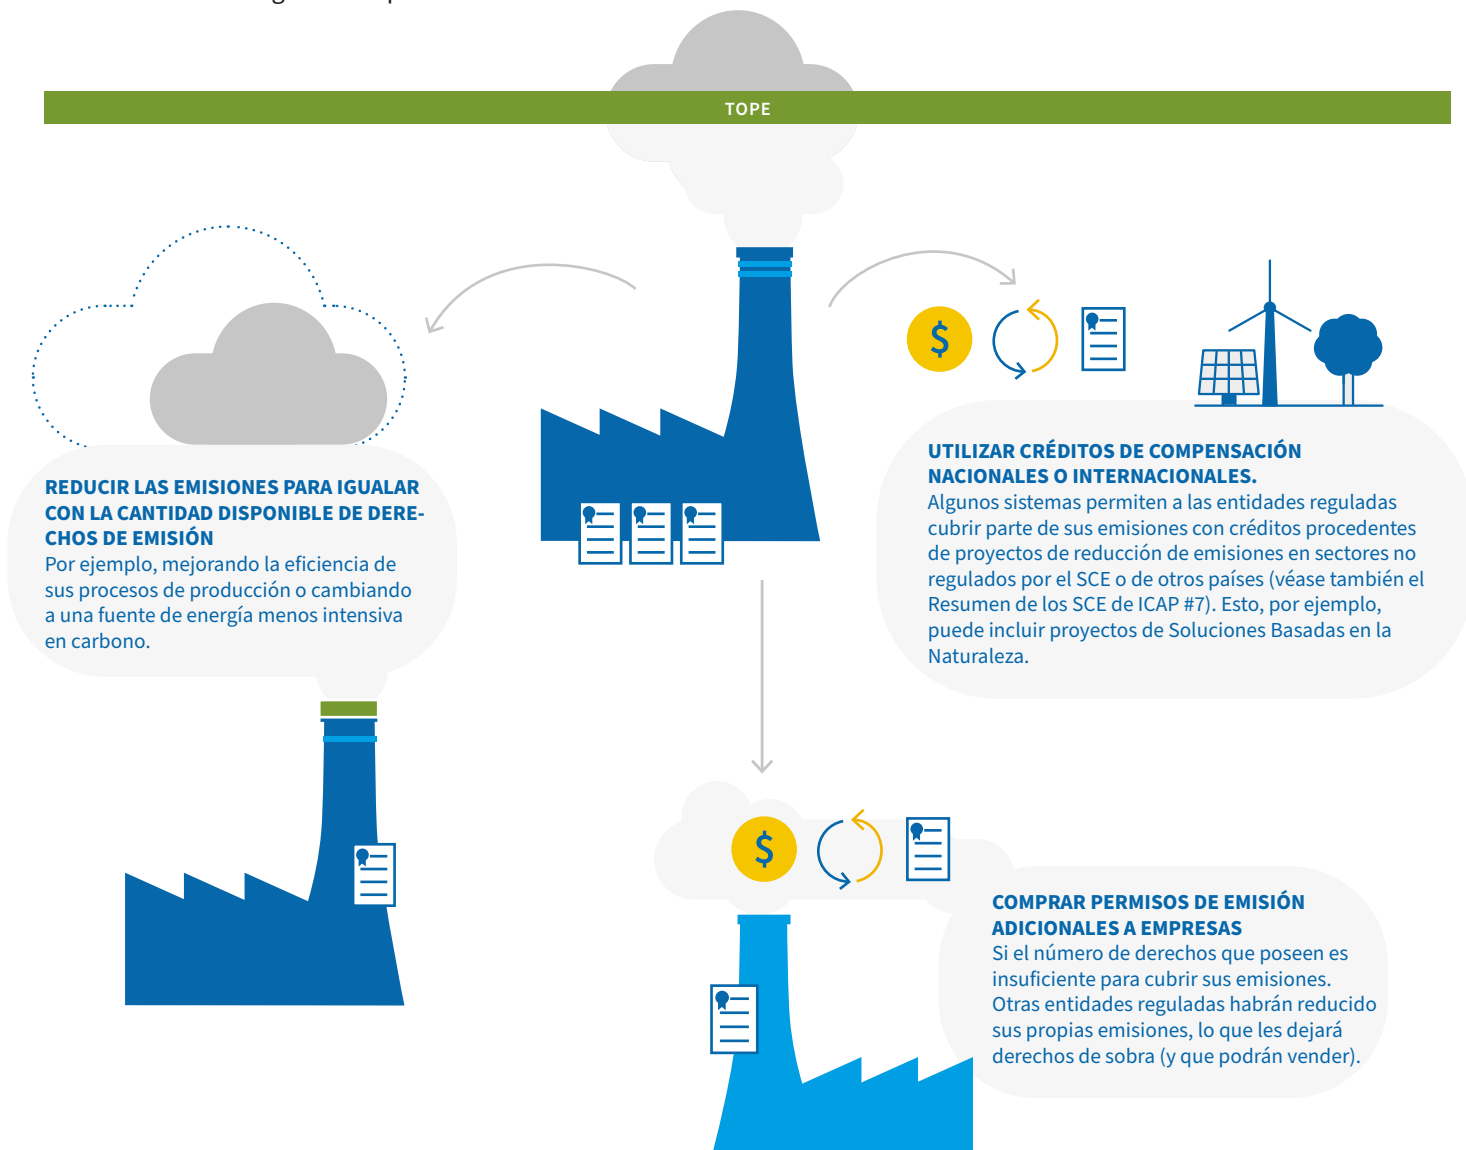 TOPE
REDUCIR LAS EMISIONES PARA IGUALAR
CON LA CANTIDAD DISPONIBLE DE DERE-
CHOS DE EMISIÓN
Por ejemplo, mejorando la eficiencia de
sus procesos de producción o cambiando
a una fuente de energía menos intensiva
en carbono.
$
UTILIZAR CRÉDITOS DE COMPENSACIÓN
NACIONALES O INTERNACIONALES.
Algunos sistemas permiten a las entidades reguladas
cubrir parte de sus emisiones con créditos procedentes
de proyectos de reducción de emisiones en sectores no
regulados por el SCE o de otros países (véase también el
Resumen de los SCE de ICAP #7). Esto, por ejemplo,
puede incluir proyectos de Soluciones Basadas en la
Naturaleza.
$
COMPRAR PERMISOS DE EMISIÓN
ADICIONALES A EMPRESAS
Si el número de derechos que poseen es
insuficiente para cubrir sus emisiones.
Otras entidades reguladas habrán reducido
sus propias emisiones, lo que les dejará
derechos de sobra (y que podrán vender).